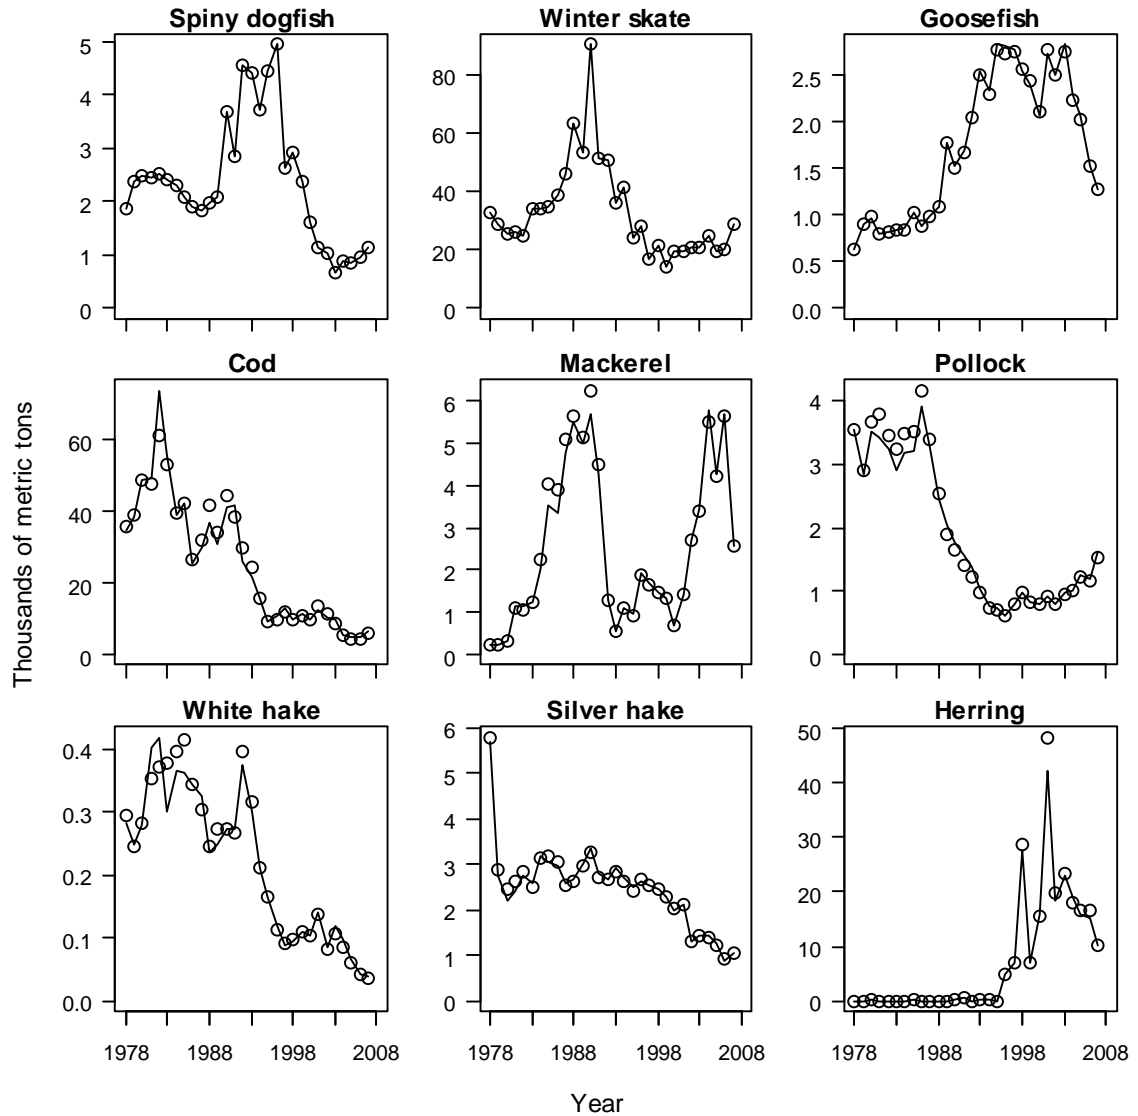 Spiny dogfish Winter skate Goosefish
5 4 3 2 1 0
80 60 40 20 0
2.5 2.0 1.5 1.0 0.5 0.0
Cod Mackerel Pollock
60 40 20 0
6 5 4 3 2 1 0
4 3 2 1 0
Thousands of metric tons
White hake Silver hake Herring
0.4 0.3 0.2 0.1 0.0
6 5 4 3 2 1 0
50 40 30 20 10 0
1978 1988 1998 2008 1978 1988 1998 2008 1978 1988 1998 2008
Year